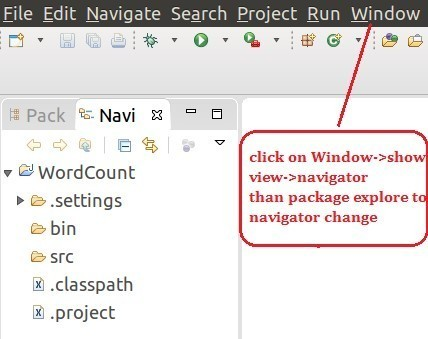 File Edit Navigate Search Project Run Window
Pack Navi
WordCount
.settings
bin
src
.classpath
.project
click on Window->show
view->navigator
than package explore to
navigator change